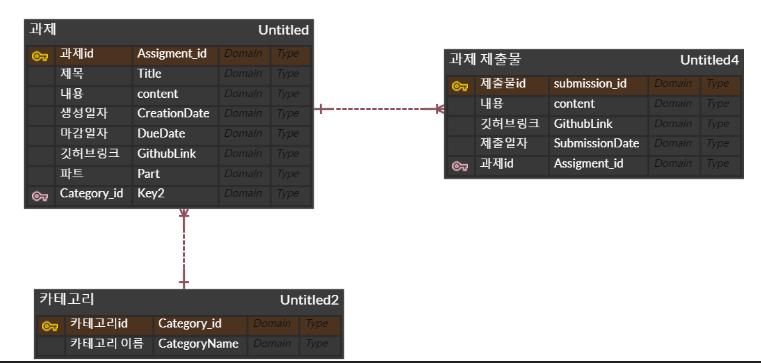 과제 Untitled
과제id Assigment_id Domain Type
제목 Title Domain Type
내용 content Domain Type
생성일자 CreationDate Domain Type
마감일자 DueDate Domain Type
깃허브링크 GithubLink Domain Type
파트 Part Domain Type
Category_id Key2 Domain Type
과제 제출물 Untitled4
제출물id submission_id Domain Type
내용 content Domain Type
깃허브링크 GithubLink Domain Type
제출일자 SubmissionDate Domain Type
과제id Assigment_id Domain Type
카테고리 Untitled2
카테고리id Category_id Domain Type
카테고리 이름 CategoryName Domain Type